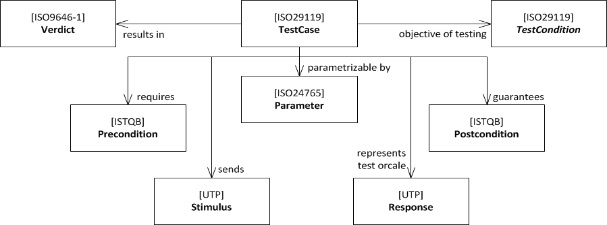 [ISO9646-1]
Verdict
results in
[ISO29119]
TestCase
objective of testing
[ISO29119]
TestCondition
parametrizable by
[ISO24765]
Parameter
requires
[ISTQB]
Precondition
guarantees
[ISTQB]
Postcondition
sends
[UTP]
Stimulus
represents
test orcale
[UTP]
Response